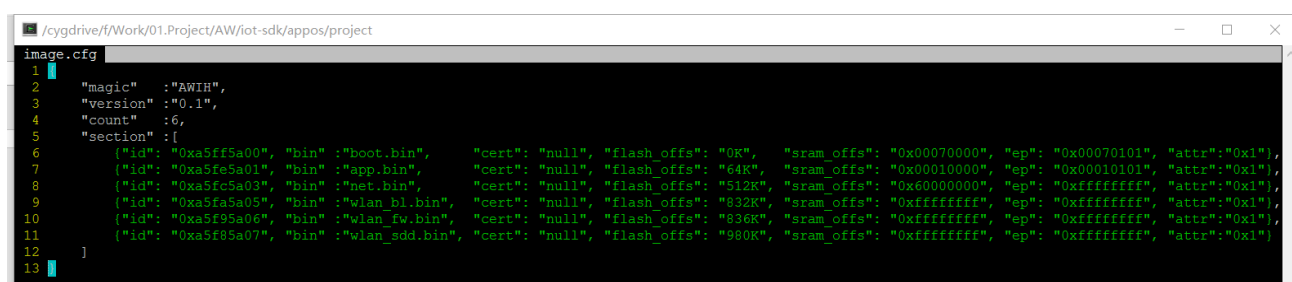 /cygdrive/f/Work/01.Project/AW/iot-sdk/appos/project
image.cfg
1 {
2 "magic" :"AWIH",
3 "version" :"0.1",
4 "count" :6,
5 "section" :[
6 {"id": "0xa5ff5a00", "bin" :"boot.bin", "cert": "null", "flash_offs": "0K", "sram_offs": "0x00070000", "ep": "0x00070101", "attr":"0x1"},
7 {"id": "0xa5fe5a01", "bin" :"app.bin", "cert": "null", "flash_offs": "64K", "sram_offs": "0x00010000", "ep": "0x00010101", "attr":"0x1"},
8 {"id": "0xa5fc5a03", "bin" :"net.bin", "cert": "null", "flash_offs": "512K", "sram_offs": "0x60000000", "ep": "0xffffffff", "attr":"0x1"},
9 {"id": "0xa5fa5a05", "bin" :"wlan_bl.bin", "cert": "null", "flash_offs": "832K", "sram_offs": "0xffffffff", "ep": "0xffffffff", "attr":"0x1"},
10 {"id": "0xa5f95a06", "bin" :"wlan_fw.bin", "cert": "null", "flash_offs": "836K", "sram_offs": "0xffffffff", "ep": "0xffffffff", "attr":"0x1"},
11 {"id": "0xa5f85a07", "bin" :"wlan_sdd.bin", "cert": "null", "flash_offs": "980K", "sram_offs": "0xffffffff", "ep": "0xffffffff", "attr":"0x1"}
12 ]
13 }